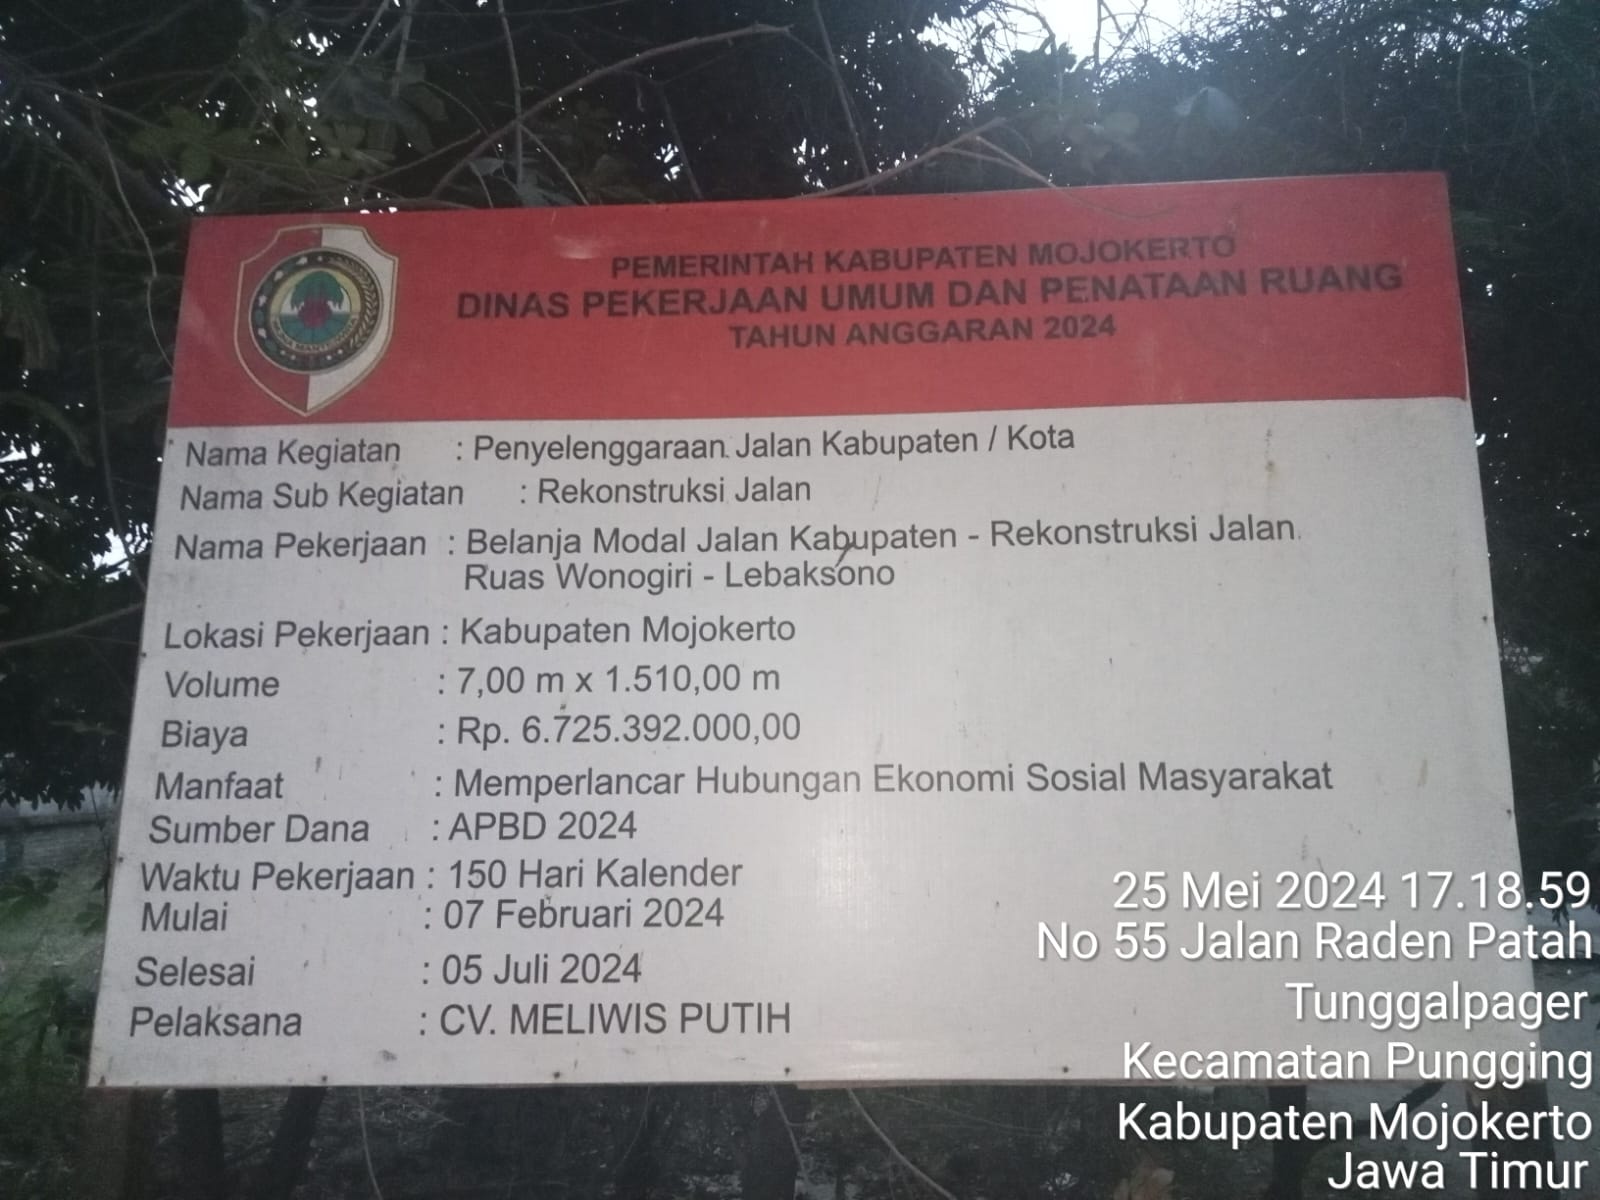 PEMERINTAH KABUPATEN MOJOKERTO
DINAS PEKERJAAN UMUM DAN PENATAAN RUANG
TAHUN ANGGARAN 2024
Nama Kegiatan : Penyelenggaraan Jalan Kabupaten / Kota
Nama Sub Kegiatan : Rekonstruksi Jalan
Nama Pekerjaan : Belanja Modal Jalan Kabupaten - Rekonstruksi Jalan
Ruas Wonogiri - Lebaksono
Lokasi Pekerjaan : Kabupaten Mojokerto
Volume : 7,00 m x 1.510,00 m
Biaya : Rp. 6.725.392.000,00
Manfaat : Memperlancar Hubungan Ekonomi Sosial Masyarakat
Sumber Dana : APBD 2024
Waktu Pekerjaan : 150 Hari Kalender
Mulai : 07 Februari 2024
Selesai : 05 Juli 2024
Pelaksana : CV. MELIWIS PUTIH
25 Mei 2024 17.18.59
No 55 Jalan Raden Patah
Tunggalpager
Kecamatan Pungging
Kabupaten Mojokerto
Jawa Timur